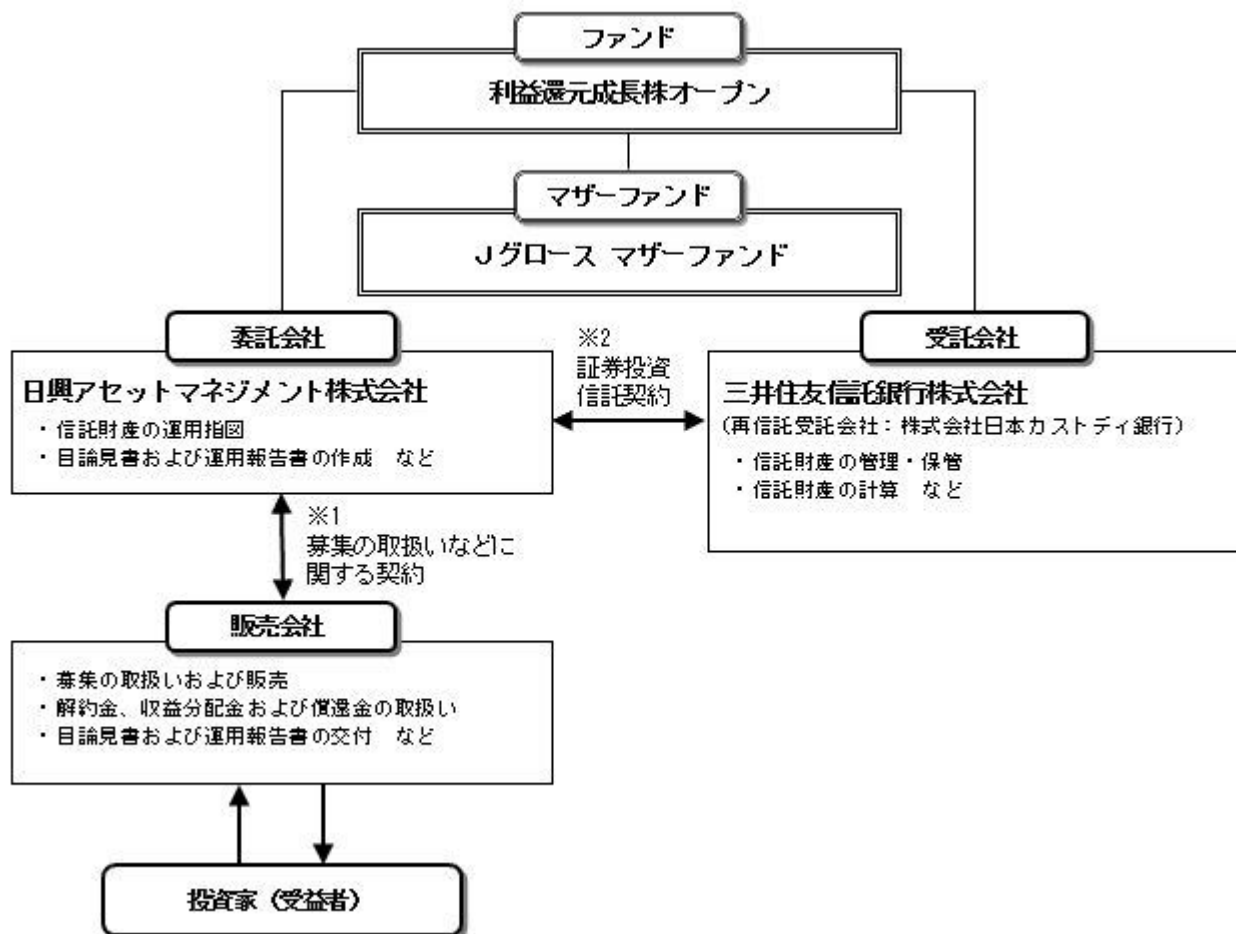 ファンド
利益還元成長株オープン
マザーファンド
Jグロース マザーファンド
委託会社
日興アセットマネジメント株式会社
・信託財産の運用指図
・目論見書および運用報告書の作成 など
※2
証券投資
信託契約
受託会社
三井住友信託銀行株式会社
(再信託受託会社:株式会社日本カストディ銀行)
・信託財産の管理・保管
・信託財産の計算 など
※1
募集の取扱いなどに
関する契約
販売会社
・募集の取扱いおよび販売
・解約金、収益分配金および償還金の取扱い
・目論見書および運用報告書の交付 など
投資家(受益者)